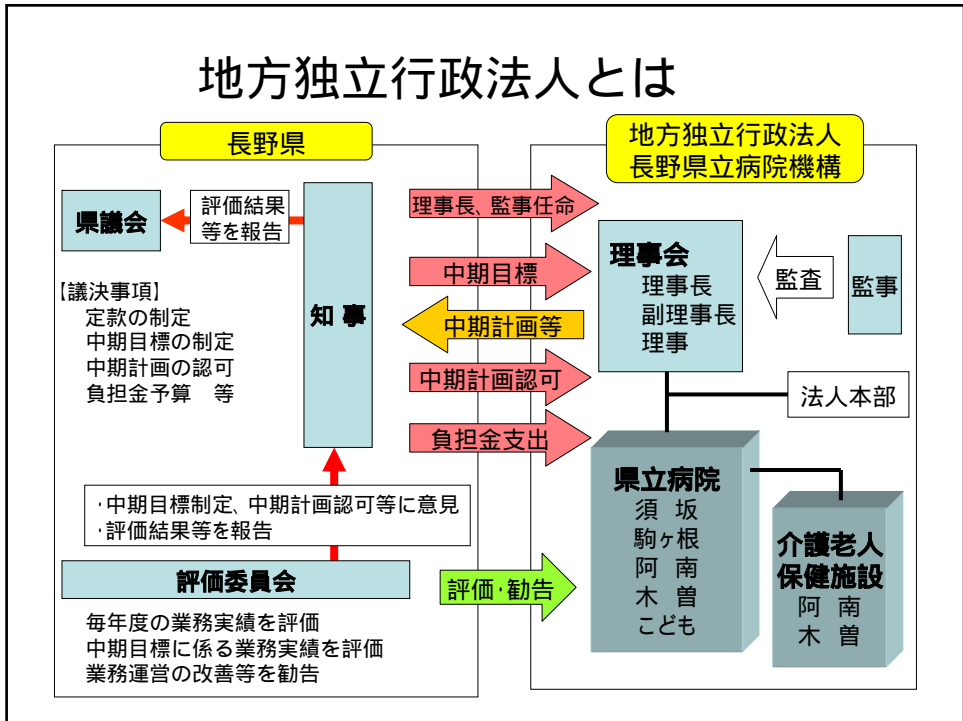 地方独立行政法人とは
長野県
県議会
評価結果
等を報告
知 事
【議決事項】
定款の制定
中期目標の制定
中期計画の認可
負担金予算　等
・中期目標制定、中期計画認可等に意見
・評価結果等を報告
評価委員会
毎年度の業務実績を評価
中期目標に係る業務実績を評価
業務運営の改善等を勧告
理事長、監事任命
中期目標
中期計画等
中期計画認可
負担金支出
評価・勧告
地方独立行政法人
長野県立病院機構
理事会
理事長
副理事長
理事
監査
監事
法人本部
県立病院
須 坂
駒ヶ根
阿 南
木 曽
こども
介護老人
保健施設
阿 南
木 曽